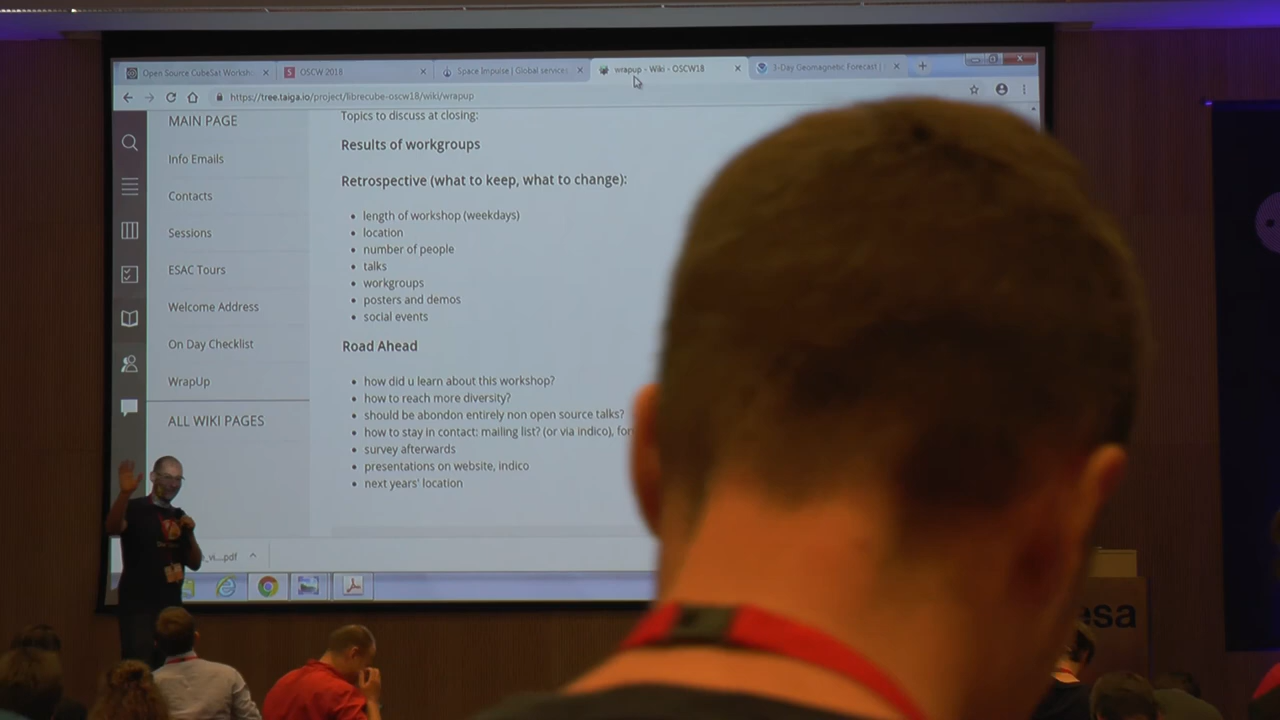 Open Source CubeSat Worksh
OSCW 2018
Space Impulse | Global service
wrapup - Wiki - OSCW18
3-Day Geomagnetic Forecast |
https://tree.taiga.io/project/librecube-oscw18/wiki/wrapup
MAIN PAGE
Info Emails
Contacts
Sessions
ESAC Tours
Welcome Address
On Day Checklist
WrapUp
ALL WIKI PAGES
Topics to discuss at closing:
Results of workgroups
Retrospective (what to keep, what to change):
length of workshop (weekdays)
location
number of people
talks
workgroups
posters and demos
social events
Road Ahead
how did u learn about this workshop?
how to reach more diversity?
should be abondon entirely non open source talks?
how to stay in contact: mailing list? (or via indico), for
survey afterwards
presentations on website, indico
next years' location
_vi....pdf
esa